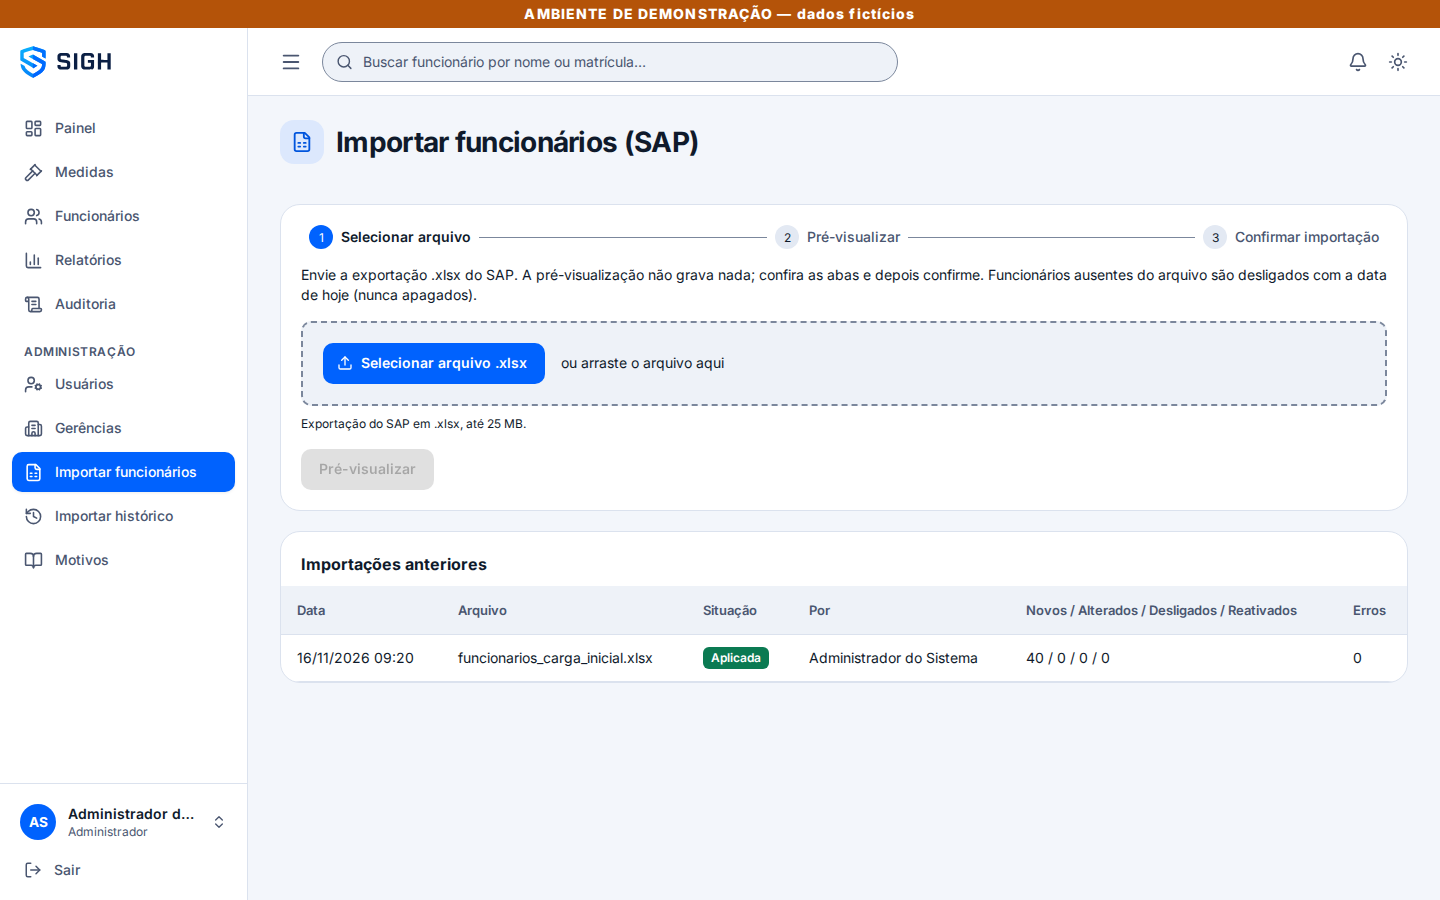 AMBIENTE DE DEMONSTRAÇÃO — dados fictícios
SIGH
Buscar funcionário por nome ou matrícula...
Painel
Medidas
Funcionários
Relatórios
Auditoria
ADMINISTRAÇÃO
Usuários
Gerências
Importar funcionários
Importar histórico
Motivos
AS
Administrador d...
Administrador
Sair
Importar funcionários (SAP)
1 Selecionar arquivo 2 Pré-visualizar 3 Confirmar importação
Envie a exportação .xlsx do SAP. A pré-visualização não grava nada; confira as abas e depois confirme. Funcionários ausentes do arquivo são desligados com a data
de hoje (nunca apagados).
Selecionar arquivo .xlsx ou arraste o arquivo aqui
Exportação do SAP em .xlsx, até 25 MB.
Pré-visualizar
Importações anteriores
Data Arquivo Situação Por Novos / Alterados / Desligados / Reativados Erros
16/11/2026 09:20 funcionarios_carga_inicial.xlsx Aplicada Administrador do Sistema 40 / 0 / 0 / 0 0